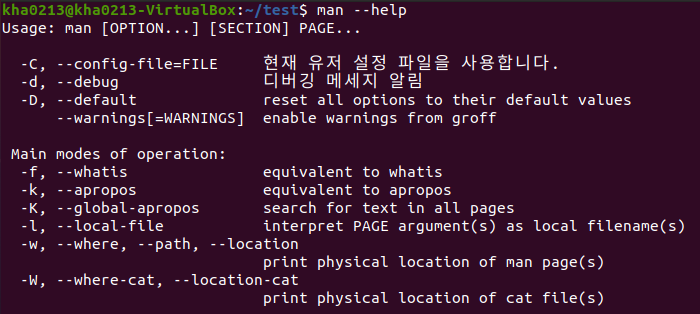 kha0213@kha0213-VirtualBox:~/test$ man --help
Usage: man [OPTION...] [SECTION] PAGE...
-C, --config-file=FILE 현재 유저 설정 파일을 사용합니다.
-d, --debug 디버깅 메세지 알림
-D, --default reset all options to their default values
--warnings[=WARNINGS] enable warnings from groff
Main modes of operation:
-f, --whatis equivalent to whatis
-k, --apropos equivalent to apropos
-K, --global-apropos search for text in all pages
-l, --local-file interpret PAGE argument(s) as local filename(s)
-w, --where, --path, --location
print physical location of man page(s)
-W, --where-cat, --location-cat
print physical location of cat file(s)